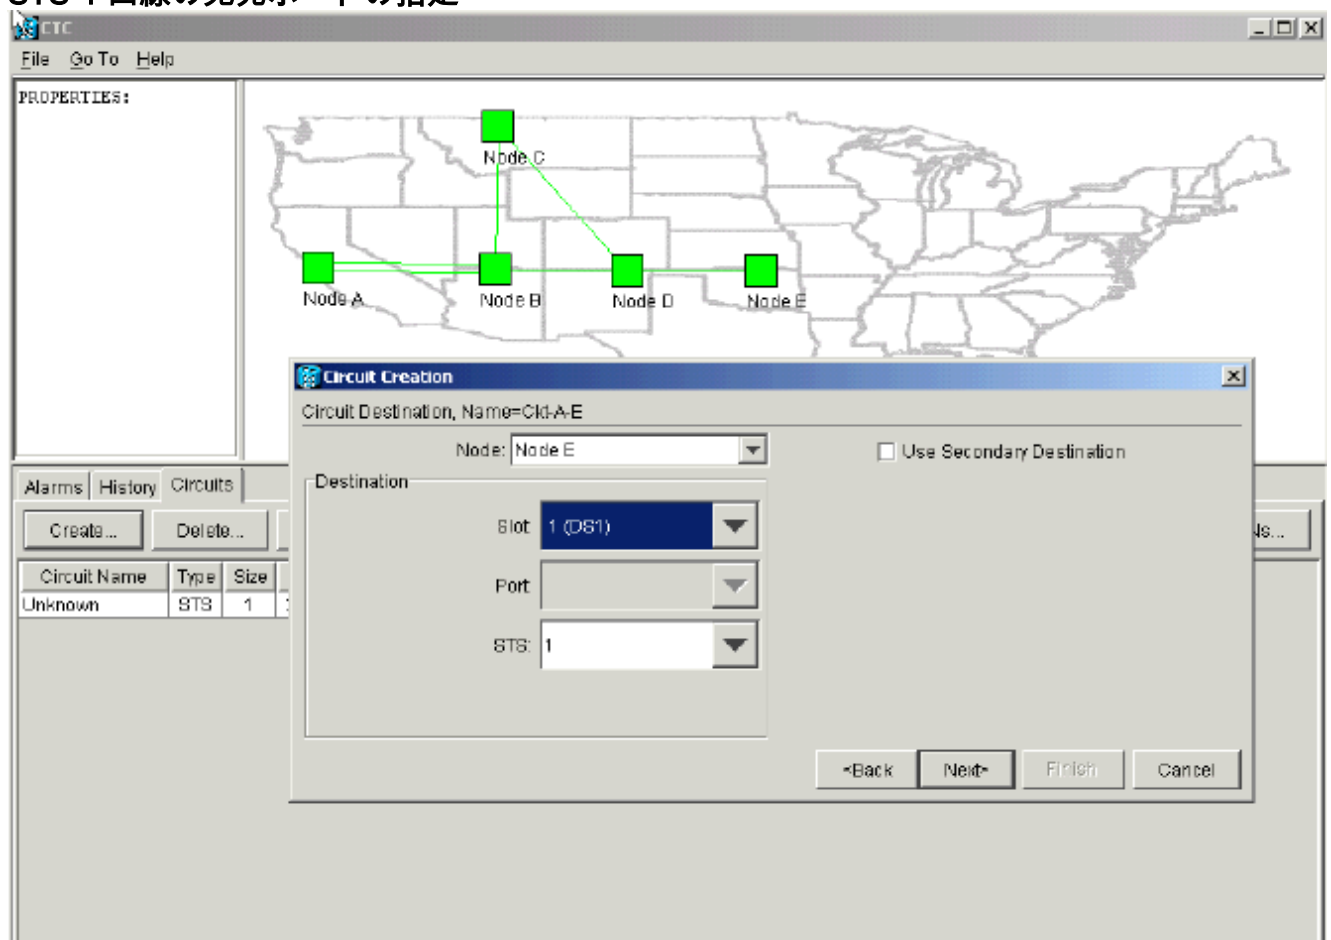 CTC
File Go To Help
PROPERTIES:
Node C
Node A
Node B
Node D
Node E
Circuit Creation
Circuit Destination, Name=Ckt-A-E
Node: Node E
Use Secondary Destination
Destination
Slot: 1 (DS1)
Port:
STS: 1
<Back Next> Finish Cancel
Alarms History Circuits
Create... Delete...
Circuit Name Type Size
Unknown STS 1